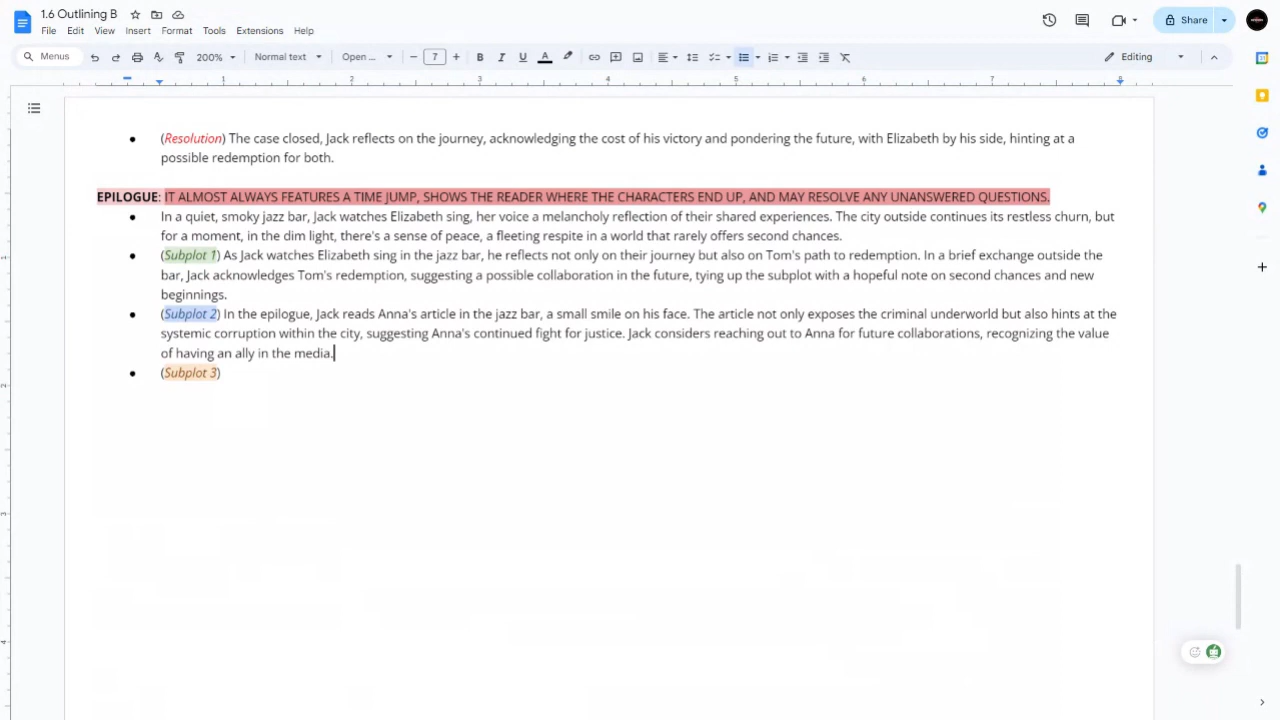 1.6 Outlining B
File Edit View Insert Format Tools Extensions Help
Share
Menus 200% Normal text Open ... 7 Editing
1 2 3 4 5 6 7 8
● (Resolution) The case closed, Jack reflects on the journey, acknowledging the cost of his victory and pondering the future, with Elizabeth by his side, hinting at a
possible redemption for both.
EPILOGUE: IT ALMOST ALWAYS FEATURES A TIME JUMP, SHOWS THE READER WHERE THE CHARACTERS END UP, AND MAY RESOLVE ANY UNANSWERED QUESTIONS.
● In a quiet, smoky jazz bar, Jack watches Elizabeth sing, her voice a melancholy reflection of their shared experiences. The city outside continues its restless churn, but
for a moment, in the dim light, there's a sense of peace, a fleeting respite in a world that rarely offers second chances.
● (Subplot 1) As Jack watches Elizabeth sing in the jazz bar, he reflects not only on their journey but also on Tom's path to redemption. In a brief exchange outside the
bar, Jack acknowledges Tom's redemption, suggesting a possible collaboration in the future, tying up the subplot with a hopeful note on second chances and new
beginnings.
● (Subplot 2) In the epilogue, Jack reads Anna's article in the jazz bar, a small smile on his face. The article not only exposes the criminal underworld but also hints at the
systemic corruption within the city, suggesting Anna's continued fight for justice. Jack considers reaching out to Anna for future collaborations, recognizing the value
of having an ally in the media.
● (Subplot 3)